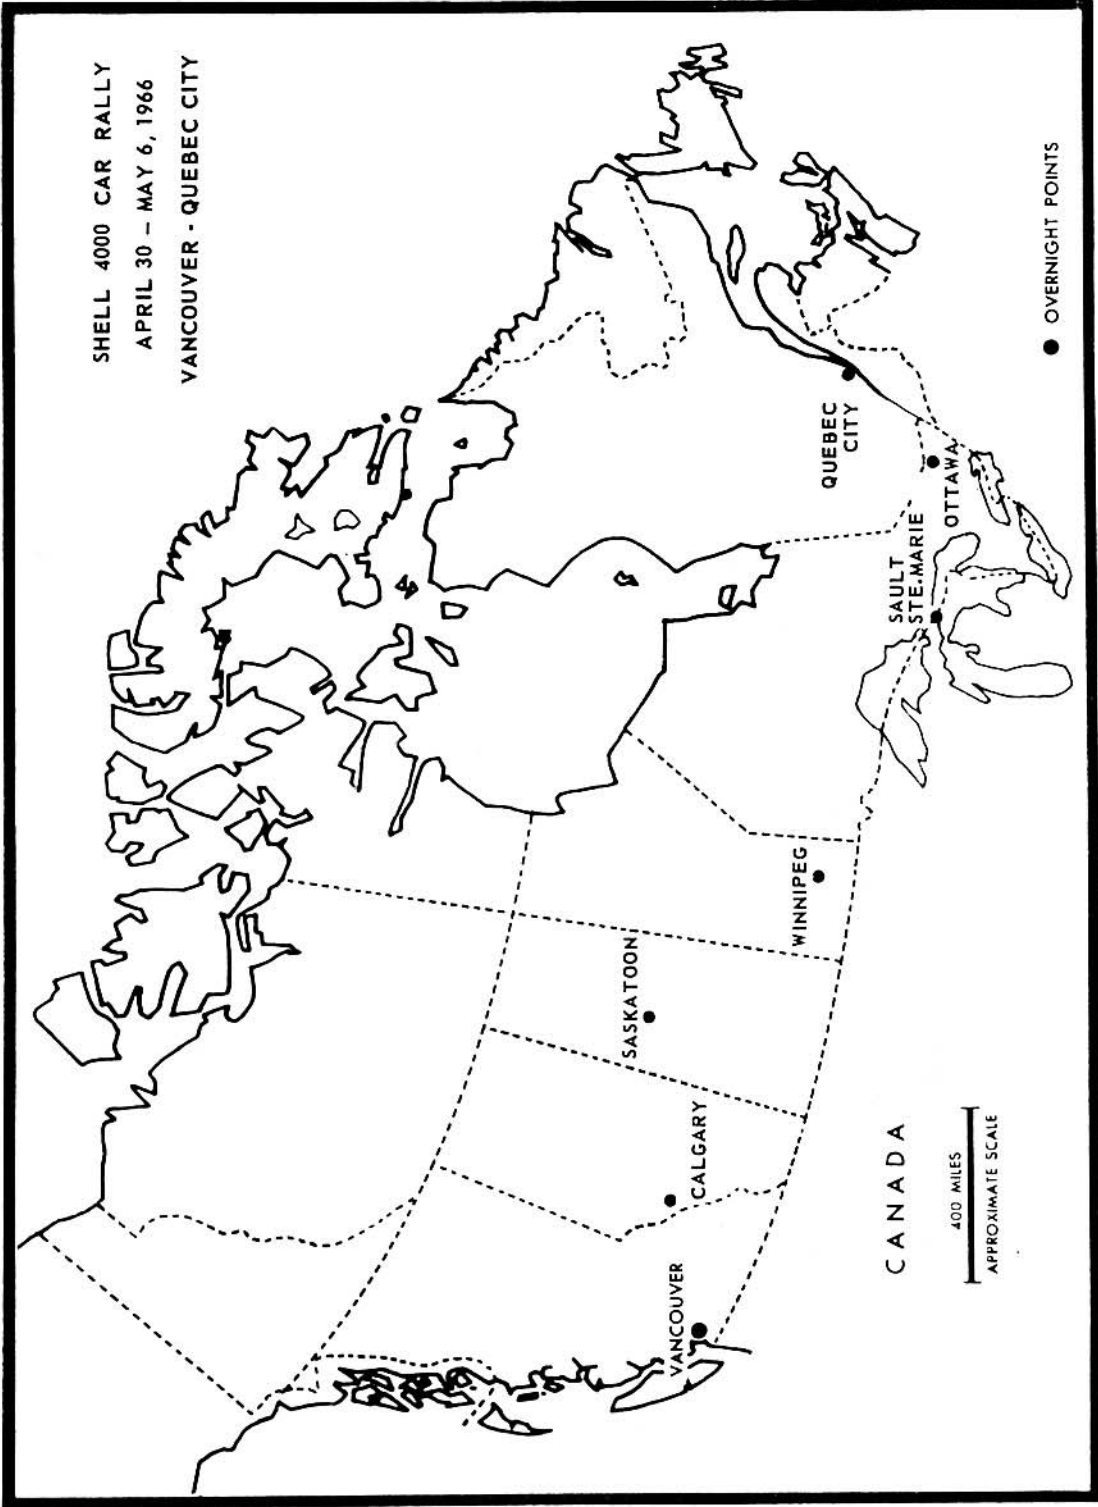 SHELL 4000 CAR RALLY
APRIL 30 – MAY 6, 1966
VANCOUVER - QUEBEC CITY
VANCOUVER
CALGARY
SASKATOON
WINNIPEG
SAULT
STE. MARIE
OTTAWA
QUEBEC
CITY
CANADA
400 MILES
APPROXIMATE SCALE
● OVERNIGHT POINTS